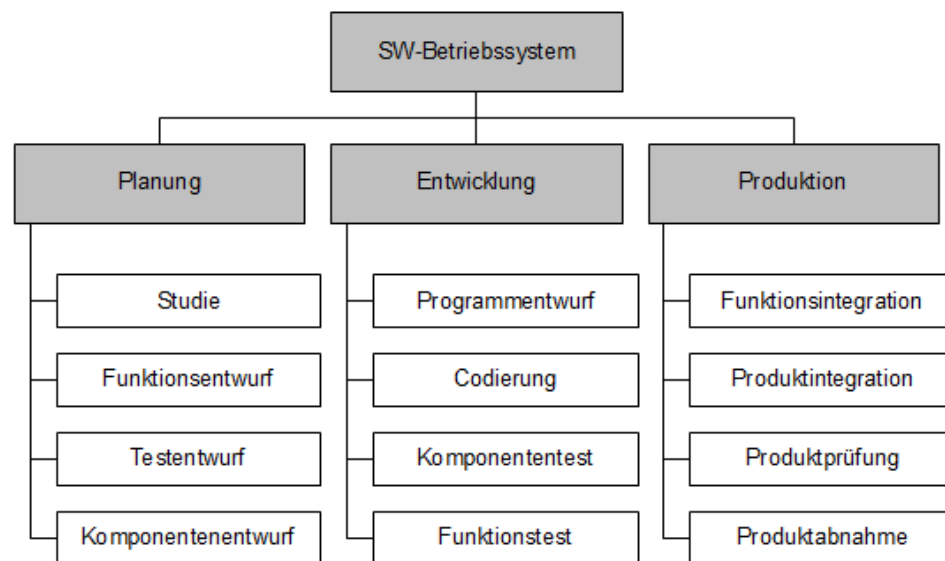 SW-Betriebssystem
Planung
Entwicklung
Produktion
Studie
Programmentwurf
Funktionsintegration
Funktionsentwurf
Codierung
Produktintegration
Testentwurf
Komponententest
Produktprüfung
Komponentenentwurf
Funktionstest
Produktabnahme